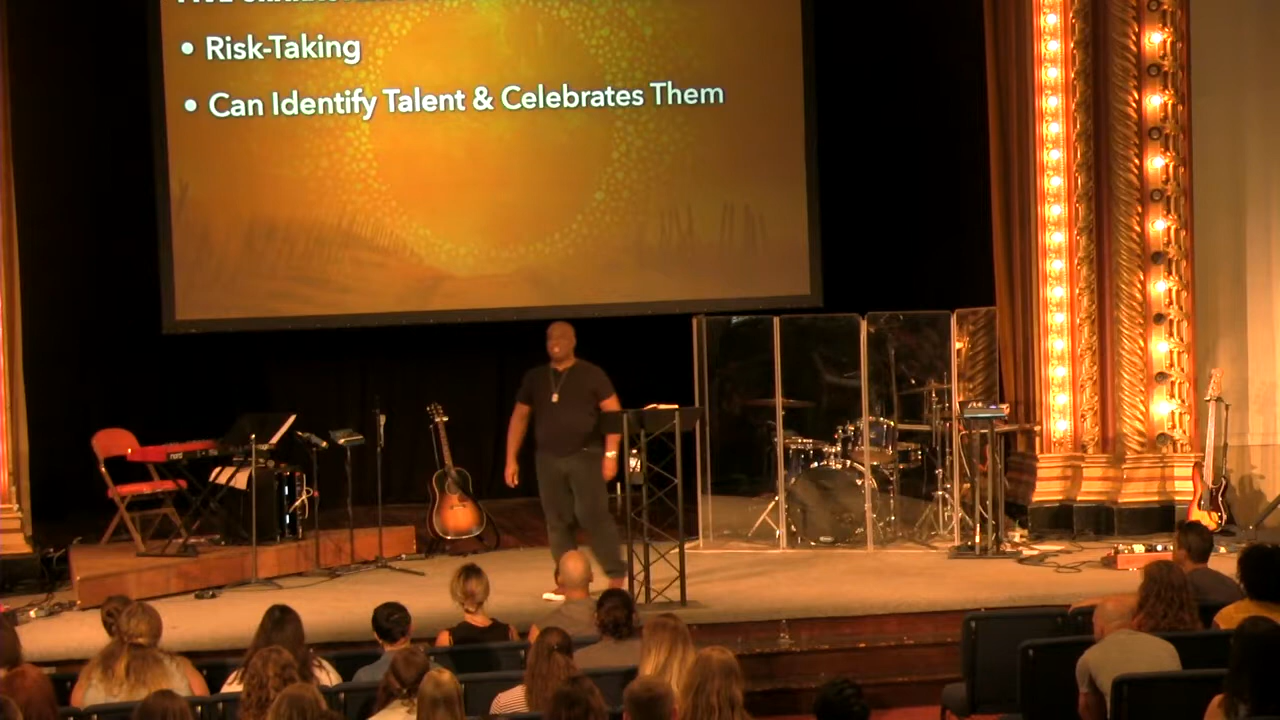 • Risk-Taking
• Can Identify Talent & Celebrates Them